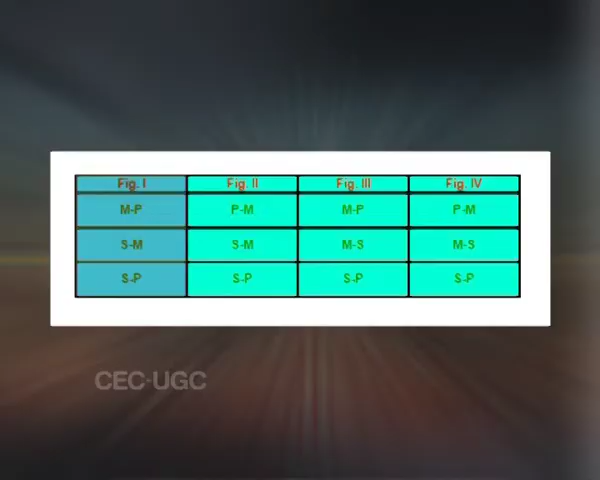 Fig. I Fig. II Fig. III Fig. IV
M-P P-M M-P P-M
S-M S-M M-S M-S
S-P S-P S-P S-P
CEC-UGC